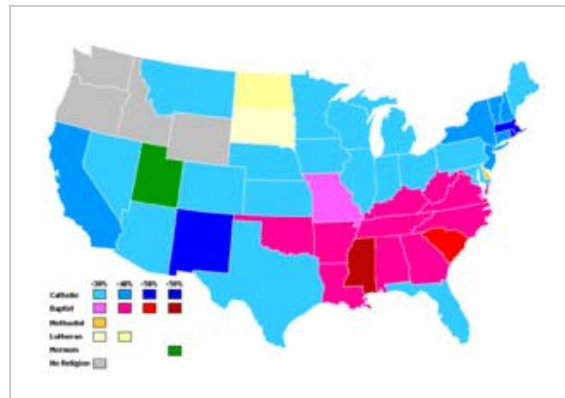 -30% -40% -50% -50%
Catholic
Baptist
Methodist
Lutheran
Mormon
No Religion